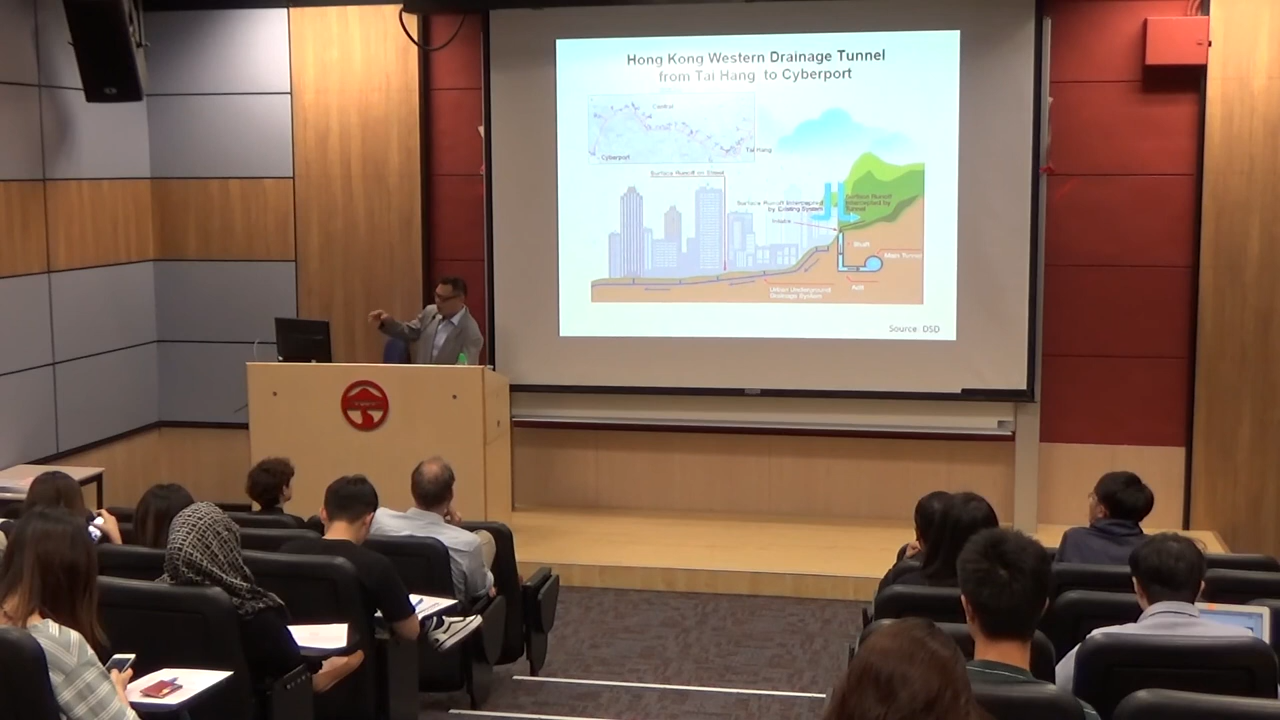 Hong Kong Western Drainage Tunnel
from Tai Hang to Cyberport
Central
Tai Hang
Cyberport
Surface Runoff on Street
Surface Runoff Intercepted
by Existing System
Surface Runoff
Intercepted by
Tunnel
Intake
Shaft
Main Tunnel
Adit
Urban Underground
Drainage System
Source: DSD